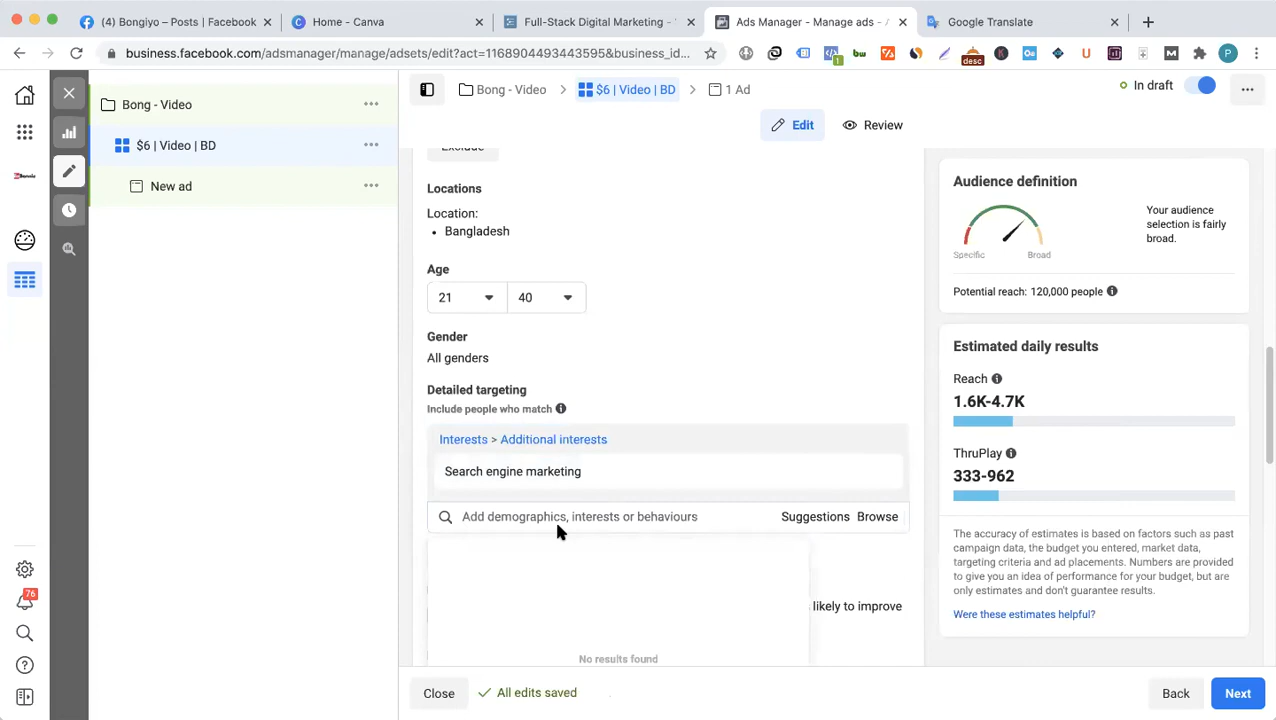 (4) Bongiyo – Posts | Facebook
Home - Canva
Full-Stack Digital Marketing -
Ads Manager - Manage ads - A
Google Translate
business.facebook.com/adsmanager/manage/adsets/edit?act=1168904493443595&business_id...
Bong - Video
$6 | Video | BD
New ad
Bong - Video
$6 | Video | BD
1 Ad
In draft
Edit
Review
Exclude
Locations
Location:
• Bangladesh
Age
21
40
Gender
All genders
Detailed targeting
Include people who match
Interests > Additional interests
Search engine marketing
Add demographics, interests or behaviours
Suggestions
Browse
likely to improve
No results found
Close
All edits saved
Back
Next
Audience definition
Specific
Broad
Your audience
selection is fairly
broad.
Potential reach: 120,000 people
Estimated daily results
Reach
1.6K-4.7K
ThruPlay
333-962
The accuracy of estimates is based on factors such as past
campaign data, the budget you entered, market data,
targeting criteria and ad placements. Numbers are provided
to give you an idea of performance for your budget, but are
only estimates and don't guarantee results.
Were these estimates helpful?
76
desc